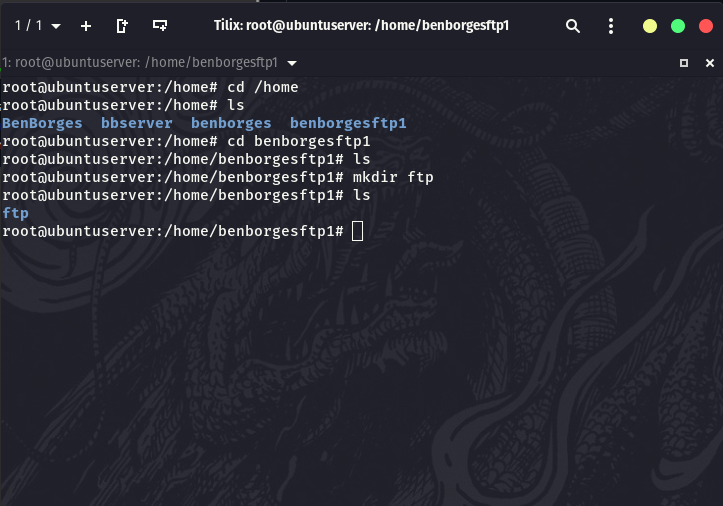 1 / 1
Tilix: root@ubuntuserver: /home/benborgesftp1
1: root@ubuntuserver: /home/benborgesftp1
root@ubuntuserver:/home# cd /home
root@ubuntuserver:/home# ls
BenBorges  bbserver  benborges  benborgesftp1
root@ubuntuserver:/home# cd benborgesftp1
root@ubuntuserver:/home/benborgesftp1# ls
root@ubuntuserver:/home/benborgesftp1# mkdir ftp
root@ubuntuserver:/home/benborgesftp1# ls
ftp
root@ubuntuserver:/home/benborgesftp1#